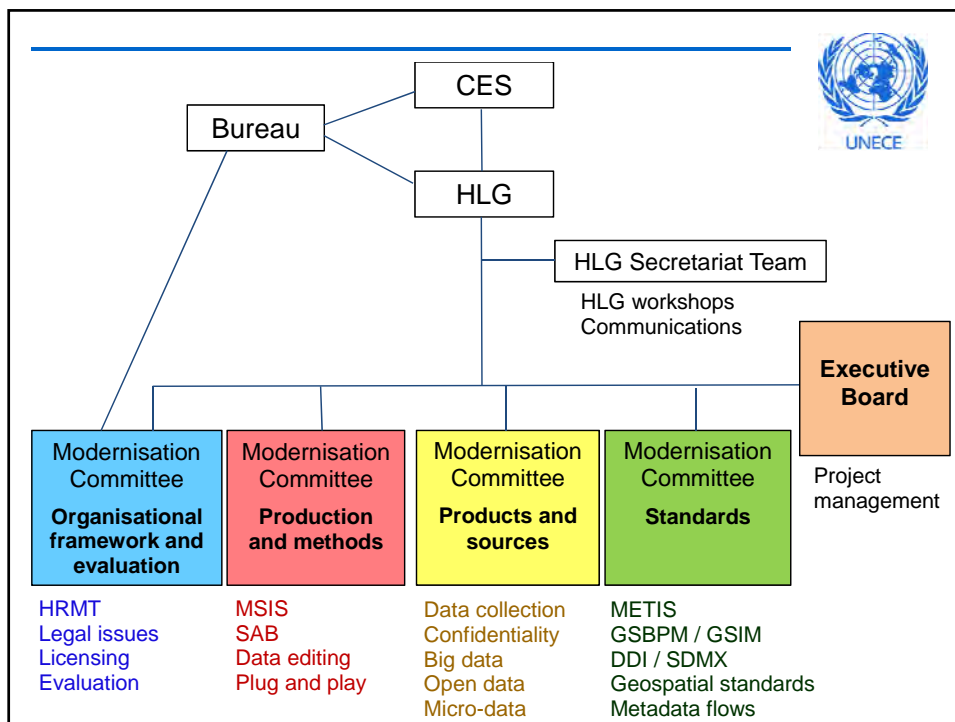 CES
UNECE
Bureau
HLG
HLG Secretariat Team
HLG workshops
Communications
Executive
Board
Project
management
Modernisation
Committee
Organisational
framework and
evaluation
HRMT
Legal issues
Licensing
Evaluation
Modernisation
Committee
Production
and methods
MSIS
SAB
Data editing
Plug and play
Modernisation
Committee
Products and
sources
Data collection
Confidentiality
Big data
Open data
Micro-data
Modernisation
Committee
Standards
METIS
GSBPM / GSIM
DDI / SDMX
Geospatial standards
Metadata flows